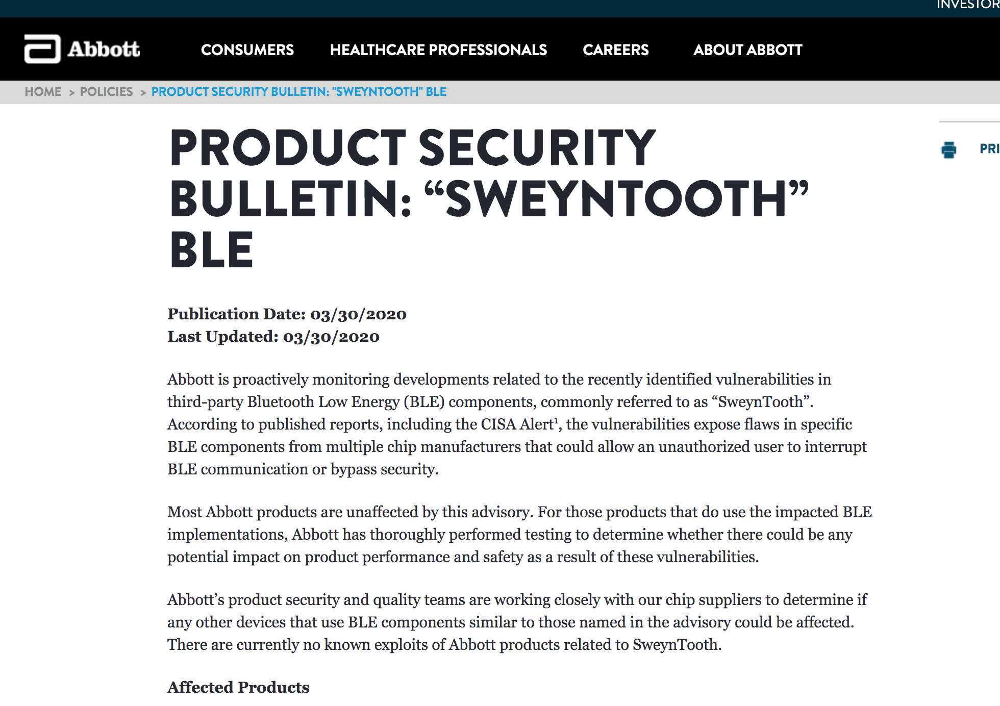 INVESTOR
Abbott
CONSUMERS HEALTHCARE PROFESSIONALS CAREERS ABOUT ABBOTT
HOME > POLICIES > PRODUCT SECURITY BULLETIN: "SWEYNTOOTH" BLE
PRI
PRODUCT SECURITY
BULLETIN: “SWEYNTOOTH”
BLE
Publication Date: 03/30/2020
Last Updated: 03/30/2020
Abbott is proactively monitoring developments related to the recently identified vulnerabilities in
third-party Bluetooth Low Energy (BLE) components, commonly referred to as “SweynTooth”.
According to published reports, including the CISA Alert¹, the vulnerabilities expose flaws in specific
BLE components from multiple chip manufacturers that could allow an unauthorized user to interrupt
BLE communication or bypass security.
Most Abbott products are unaffected by this advisory. For those products that do use the impacted BLE
implementations, Abbott has thoroughly performed testing to determine whether there could be any
potential impact on product performance and safety as a result of these vulnerabilities.
Abbott’s product security and quality teams are working closely with our chip suppliers to determine if
any other devices that use BLE components similar to those named in the advisory could be affected.
There are currently no known exploits of Abbott products related to SweynTooth.
Affected Products